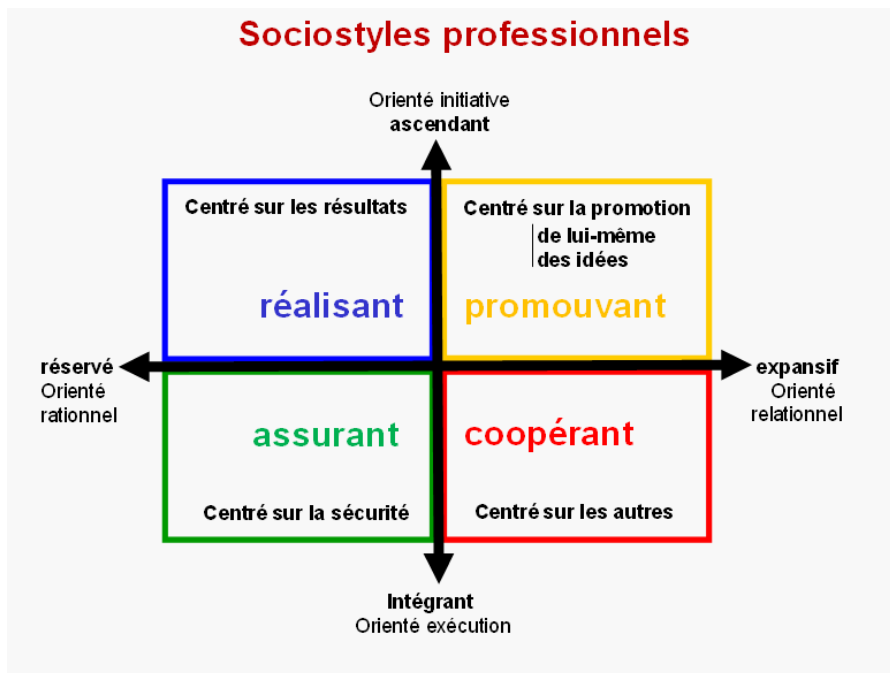 Sociostyles professionnels
Orienté initiative
ascendant
Centré sur les résultats
réalisant
Centré sur la promotion
de lui-même
des idées
promouvant
réservé
Orienté
rationnel
expansif
Orienté
relationnel
assurant
Centré sur la sécurité
coopérant
Centré sur les autres
Intégrant
Orienté exécution